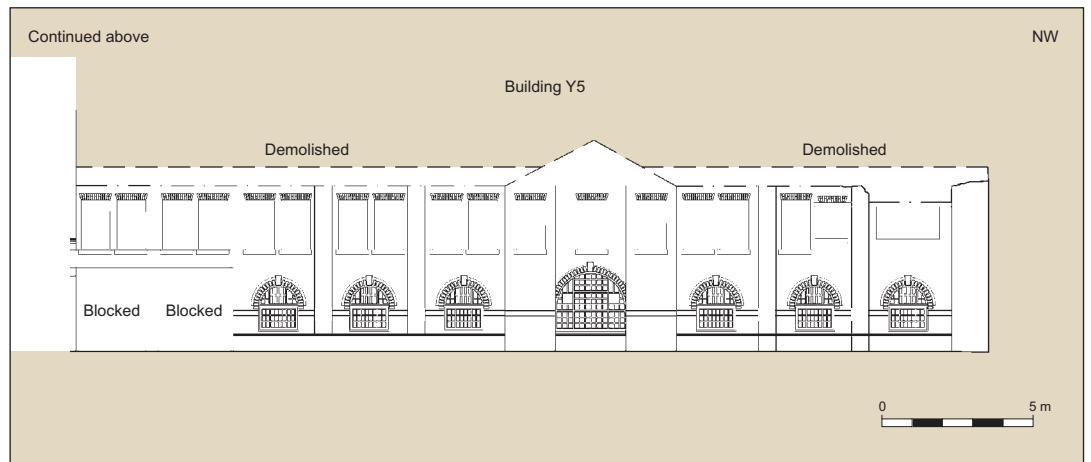 Continued above
NW
Building Y5
Demolished
Demolished
Blocked
Blocked
0
5 m